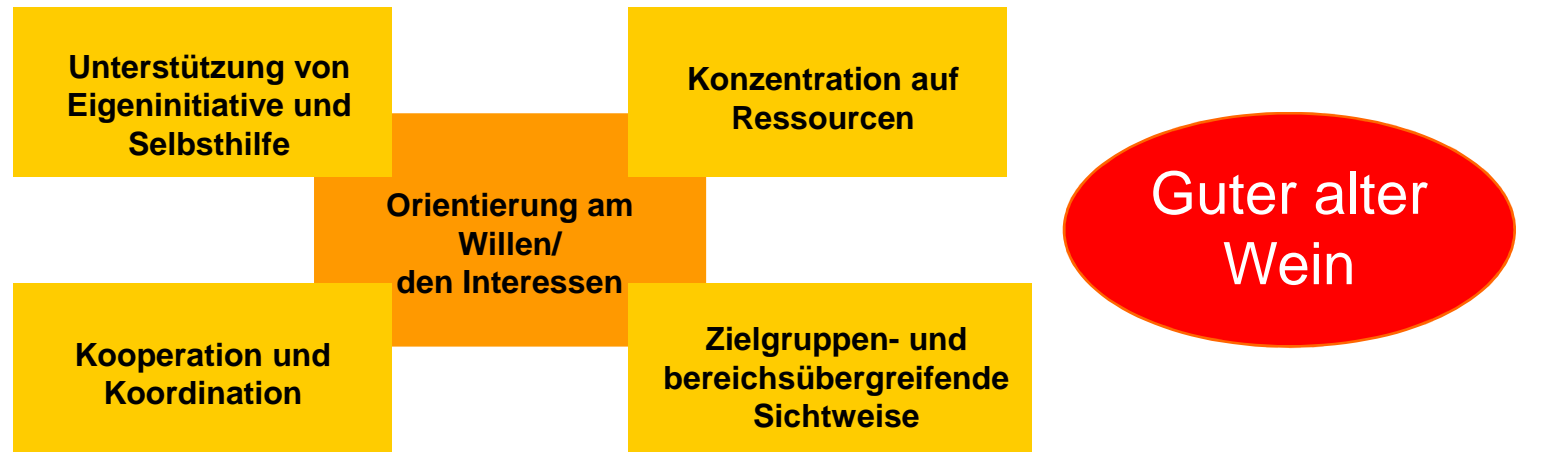 Unterstützung von
Eigeninitiative und
Selbsthilfe
Konzentration auf
Ressourcen
Orientierung am
Willen/
den Interessen
Kooperation und
Koordination
Zielgruppen- und
bereichsübergreifende
Sichtweise
Guter alter
Wein